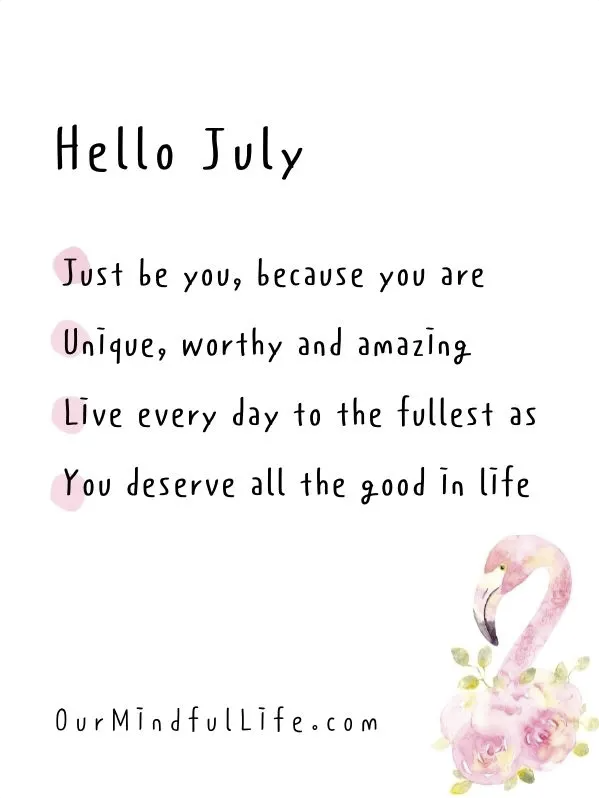 Hello July
Just be you, because you are
Unique, worthy and amazing
Live every day to the fullest as
You deserve all the good in life
OurMindfulLife.com